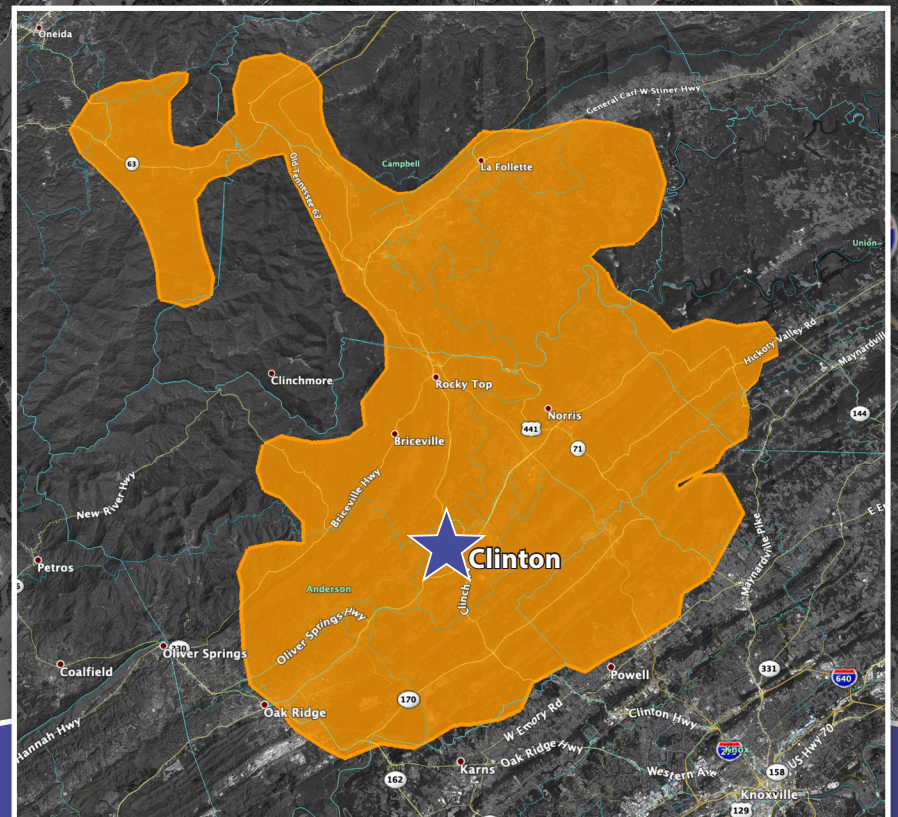 Oneida
General Carl W Stiner Hwy
63
Campbell
La Follette
Old Tennessee 63
Union
Hickory Valley Rd
Maynardvill
Clinchmore
Rocky Top
144
Norris
441
Briceville
71
New River Hwy
Briceville Hwy
Maynardville Pike
Clinton
Petros
Anderson
Clinch
Oliver Springs Hwy
Oliver Springs
Coalfield
331
Powell
640
170
Oak Ridge
W Emory Rd
Clinton Hwy
Hannah Hwy
Oak Ridge Hwy
Knox
US Hwy 70
Karns
Western Ave
158
162
Knoxville
129